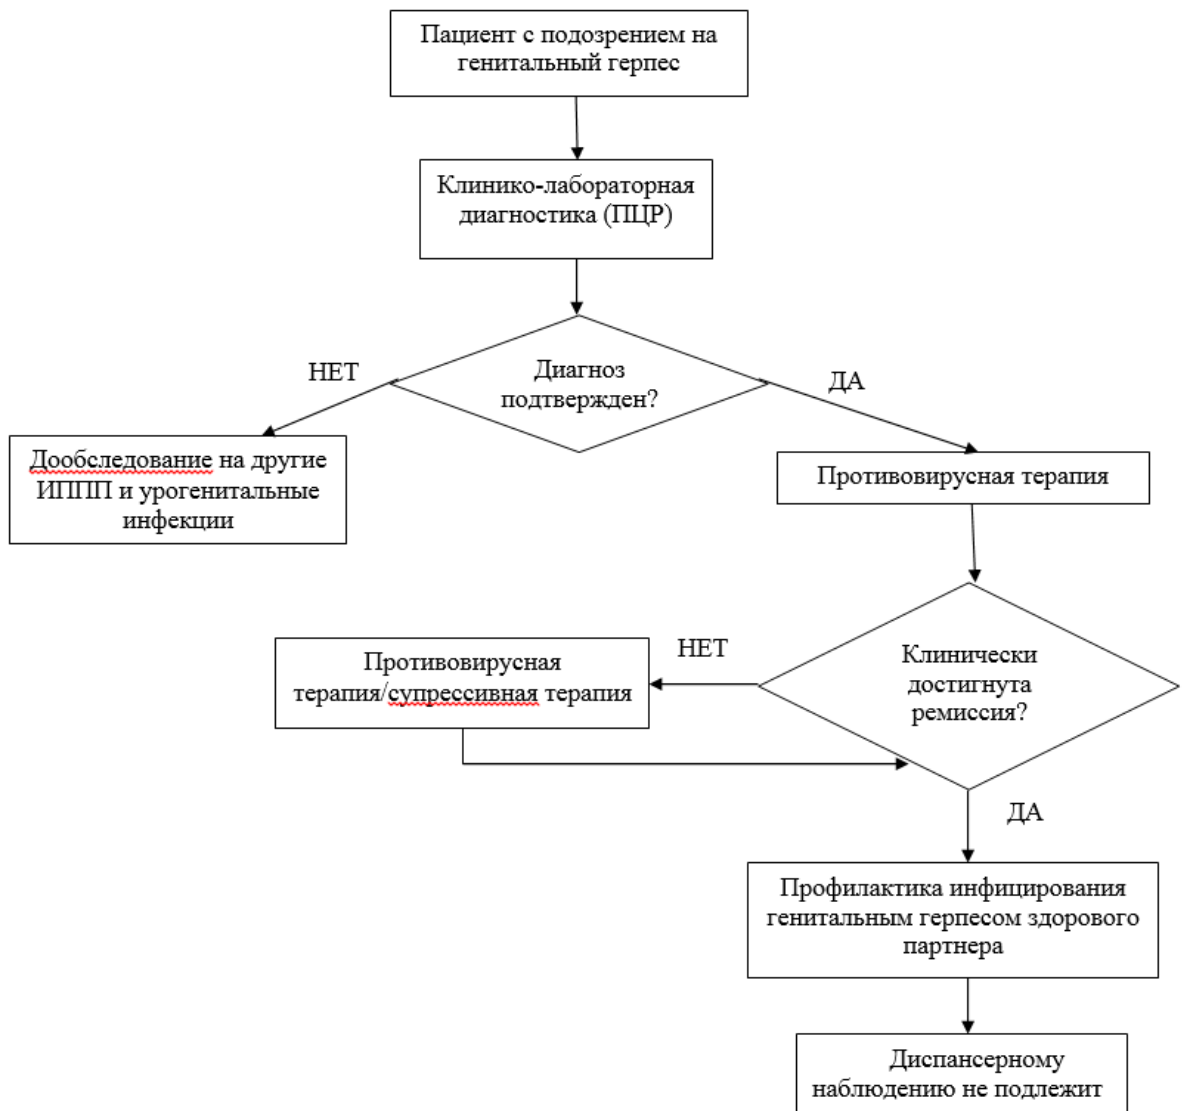 Пациент с подозрением на
генитальный герпес
Клинико-лабораторная
диагностика (ПЦР)
Диагноз
подтвержден?
НЕТ
ДА
Дообследование на другие
ИППП и урогенитальные
инфекции
Противовирусная терапия
Клинически
достигнута
ремиссия?
НЕТ
Противовирусная
терапия/супрессивная терапия
ДА
Профилактика инфицирования
генитальным герпесом здорового
партнера
Диспансерному
наблюдению не подлежит